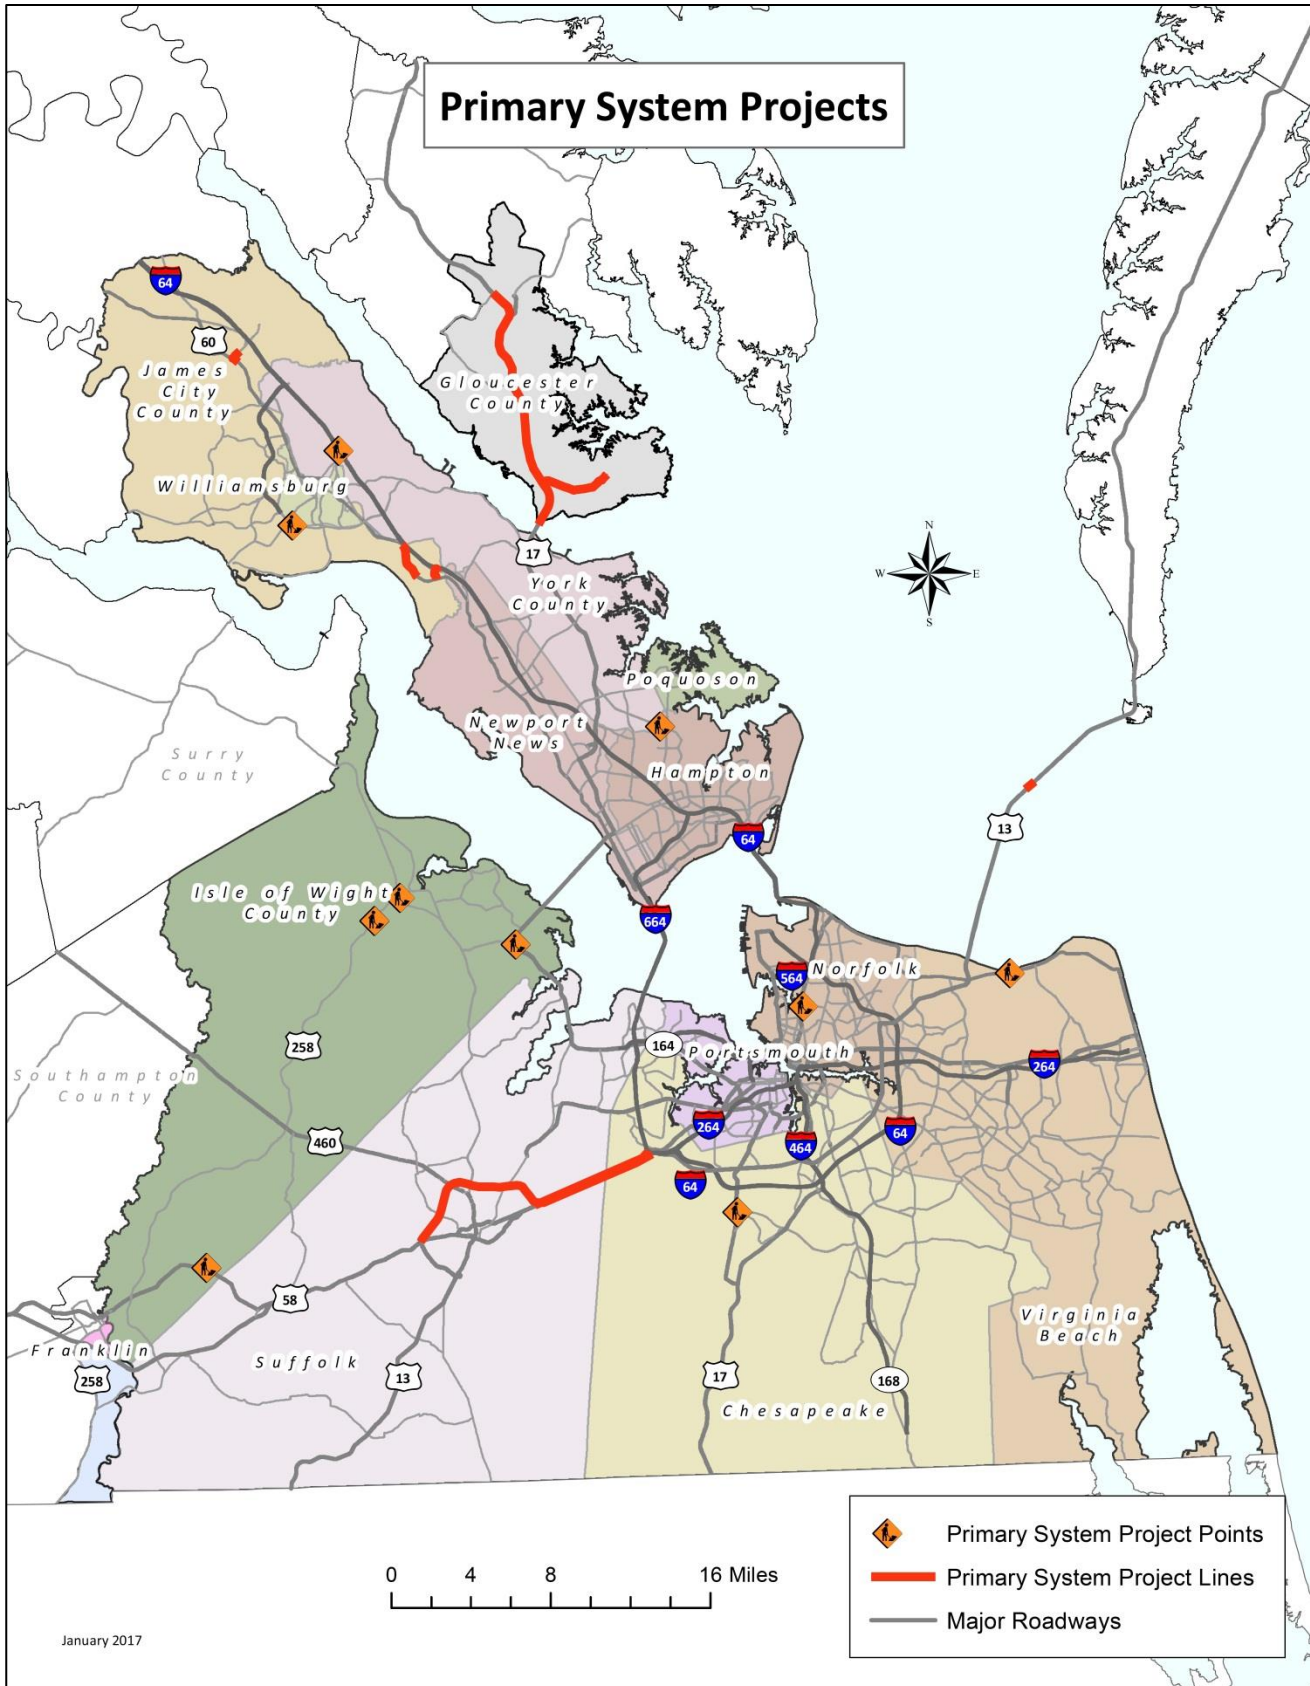 Primary System Projects
64
60
James
City
County
Gloucester
County
Williamsburg
17
York
County
N
W
E
S
Poquoson
Newport
News
Surry
County
Hampton
64
13
Isle of Wight
County
664
564
Norfolk
258
164
Portsmouth
264
Southampton
County
460
264
464
64
64
58
Virginia
Beach
Franklin
Suffolk
258
13
17
168
Chesapeake
Primary System Project Points
0 4 8 16 Miles
Primary System Project Lines
Major Roadways
January 2017